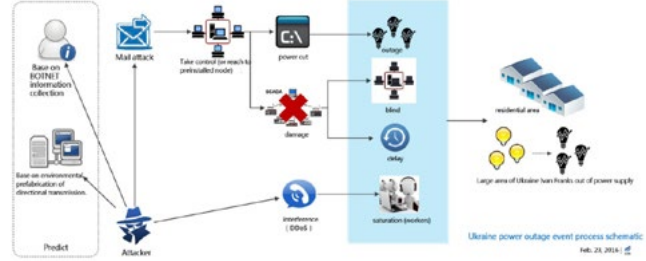 Base on
BOTNET
information
collection
Base on environmental
prefabrication of
directional transmission.
Predict
Mail attack
Attacker
Take control (or reach to
preinstalled node)
C:\
power cut
SCADA
damage
interference
( DDoS )
outage
blind
delay
saturation (workers)
residential area
Large area of Ukraine Ivan Franks out of power supply
Ukraine power outage event process schematic
Feb. 23, 2016